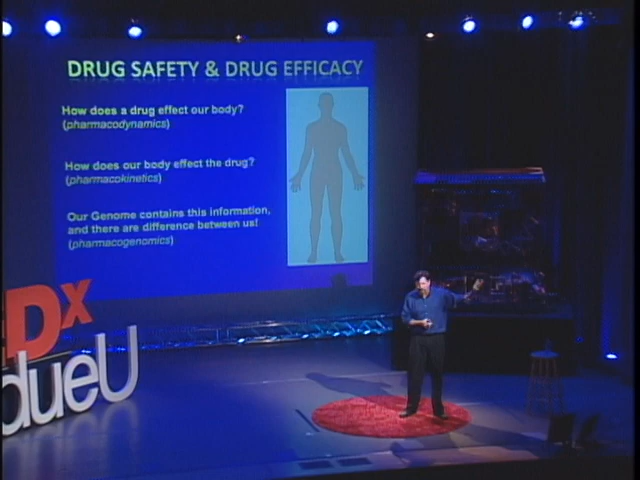 DRUG SAFETY & DRUG EFFICACY
How does a drug effect our body?
(pharmacodynamics)
How does our body effect the drug?
(pharmacokinetics)
Our Genome contains this information,
and there are difference between us!
(pharmacogenomics)
Dx
dueU